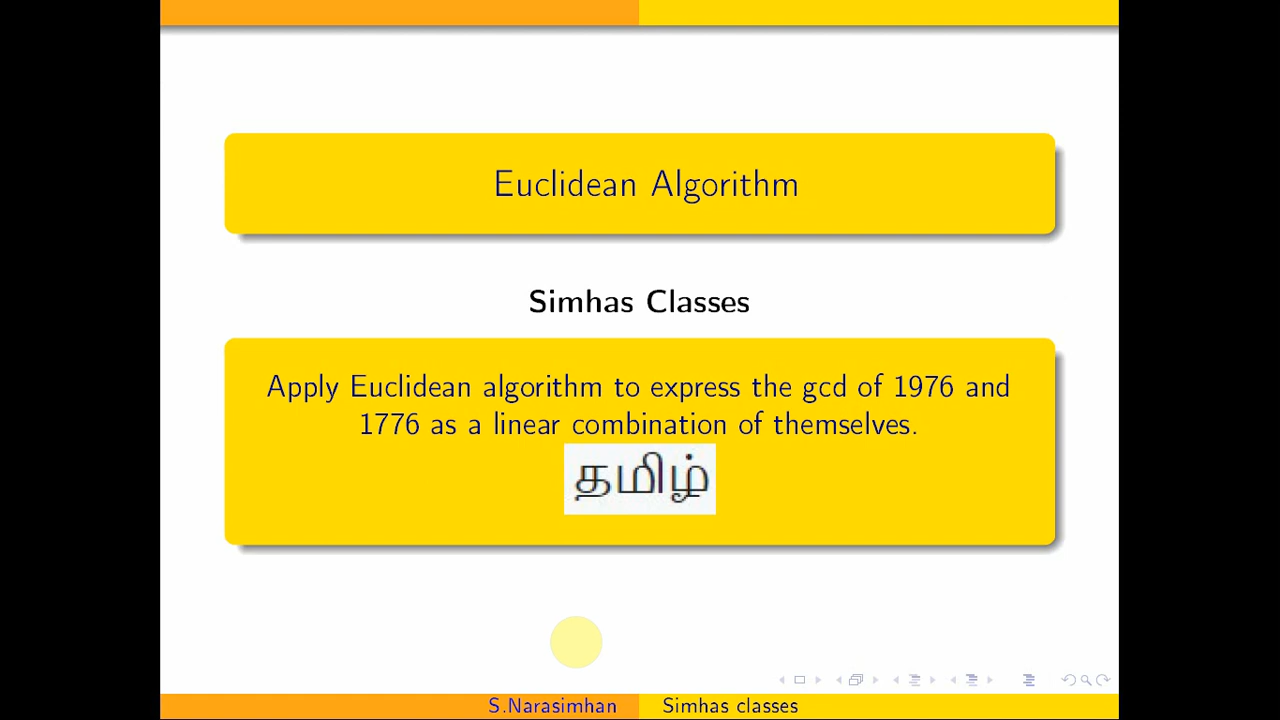 Euclidean Algorithm
Simhas Classes
Apply Euclidean algorithm to express the gcd of 1976 and
1776 as a linear combination of themselves.
தமிழ்
S.Narasimhan
Simhas classes